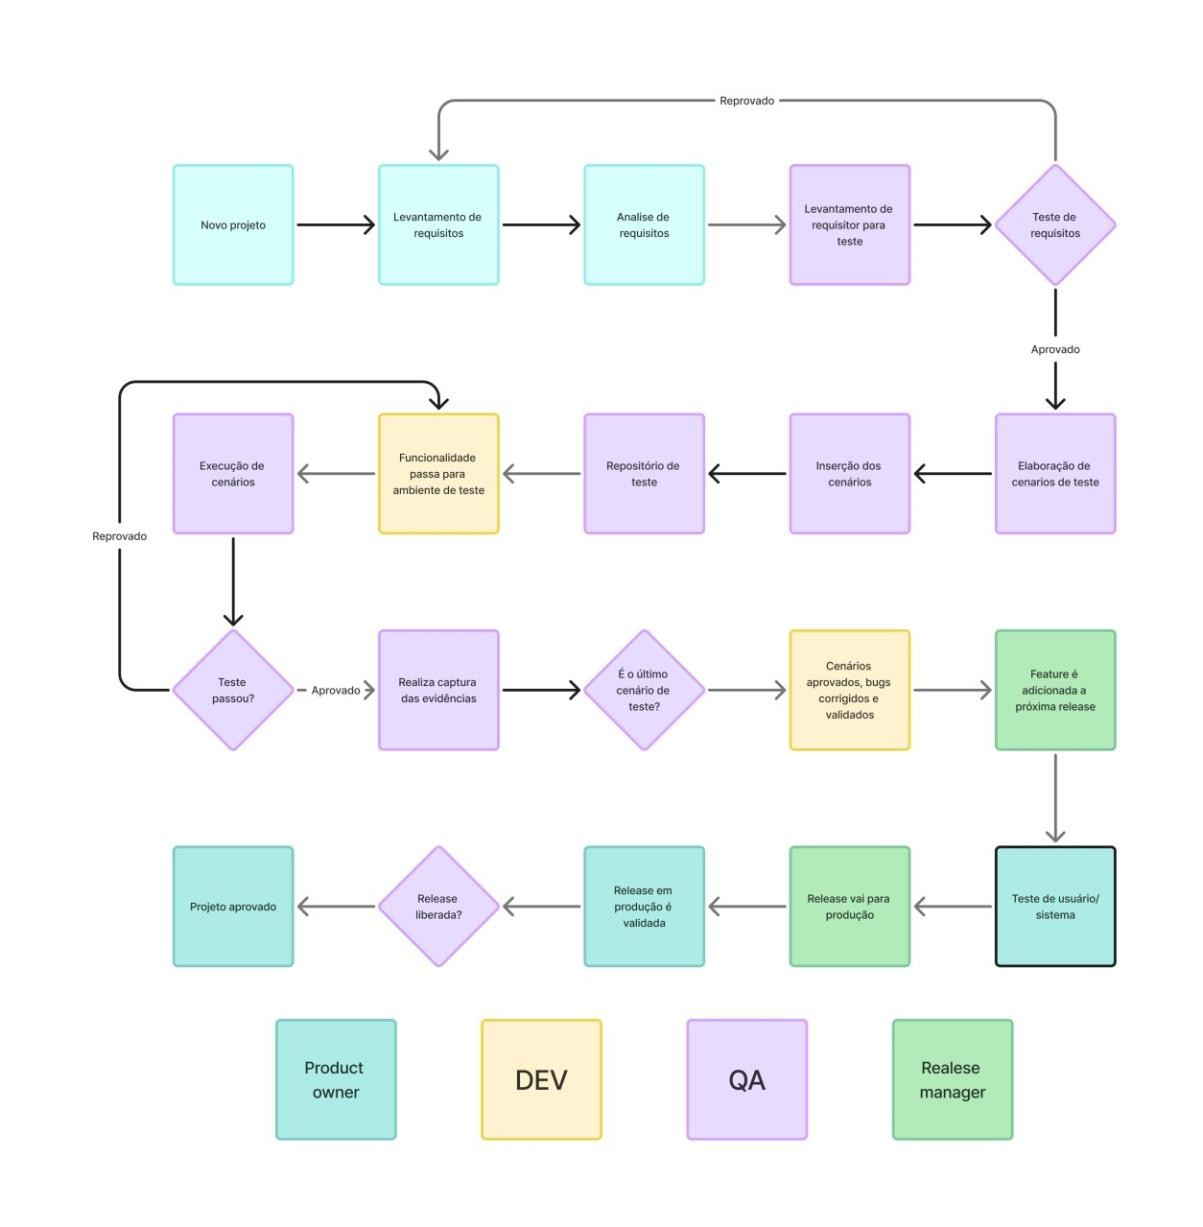 Reprovado
Novo projeto
Levantamento de
requisitos
Analise de
requisitos
Levantamento de
requisitor para
teste
Teste de
requisitos
Aprovado
Execução de
cenários
Funcionalidade
passa para
ambiente de teste
Repositório de
teste
Inserção dos
cenários
Elaboração de
cenarios de teste
Reprovado
Teste
passou?
Aprovado
Realiza captura
das evidências
É o último
cenário de
teste?
Cenários
aprovados, bugs
corrigidos e
validados
Feature é
adicionada a
próxima release
Projeto aprovado
Release
liberada?
Release em
produção é
validada
Release vai para
produção
Teste de usuário/
sistema
Product
owner
DEV
QA
Realese
manager